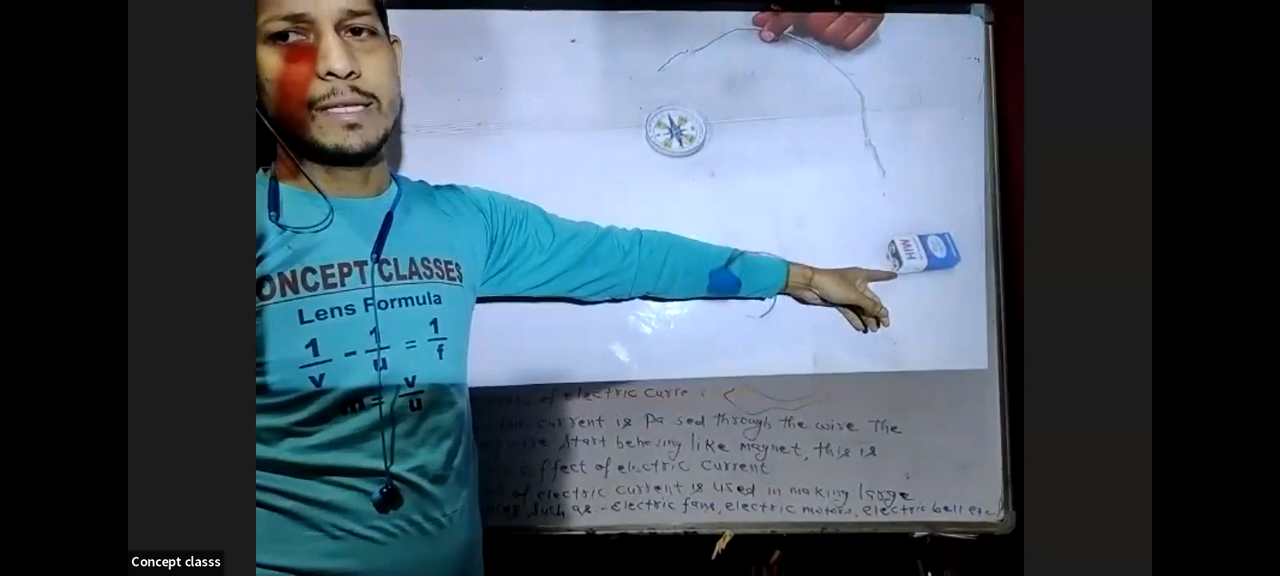 ONCEPT CLASSES
Lens Formula
1/v - 1/u = 1/f
m = v/u
HiW
of electric curre
current is Pa sed through the wire The
start behaving like magnet, this is
effect of electric current
of electric current is used in making large
such as - electric fans, electric motors, electric bell etc
Concept classs